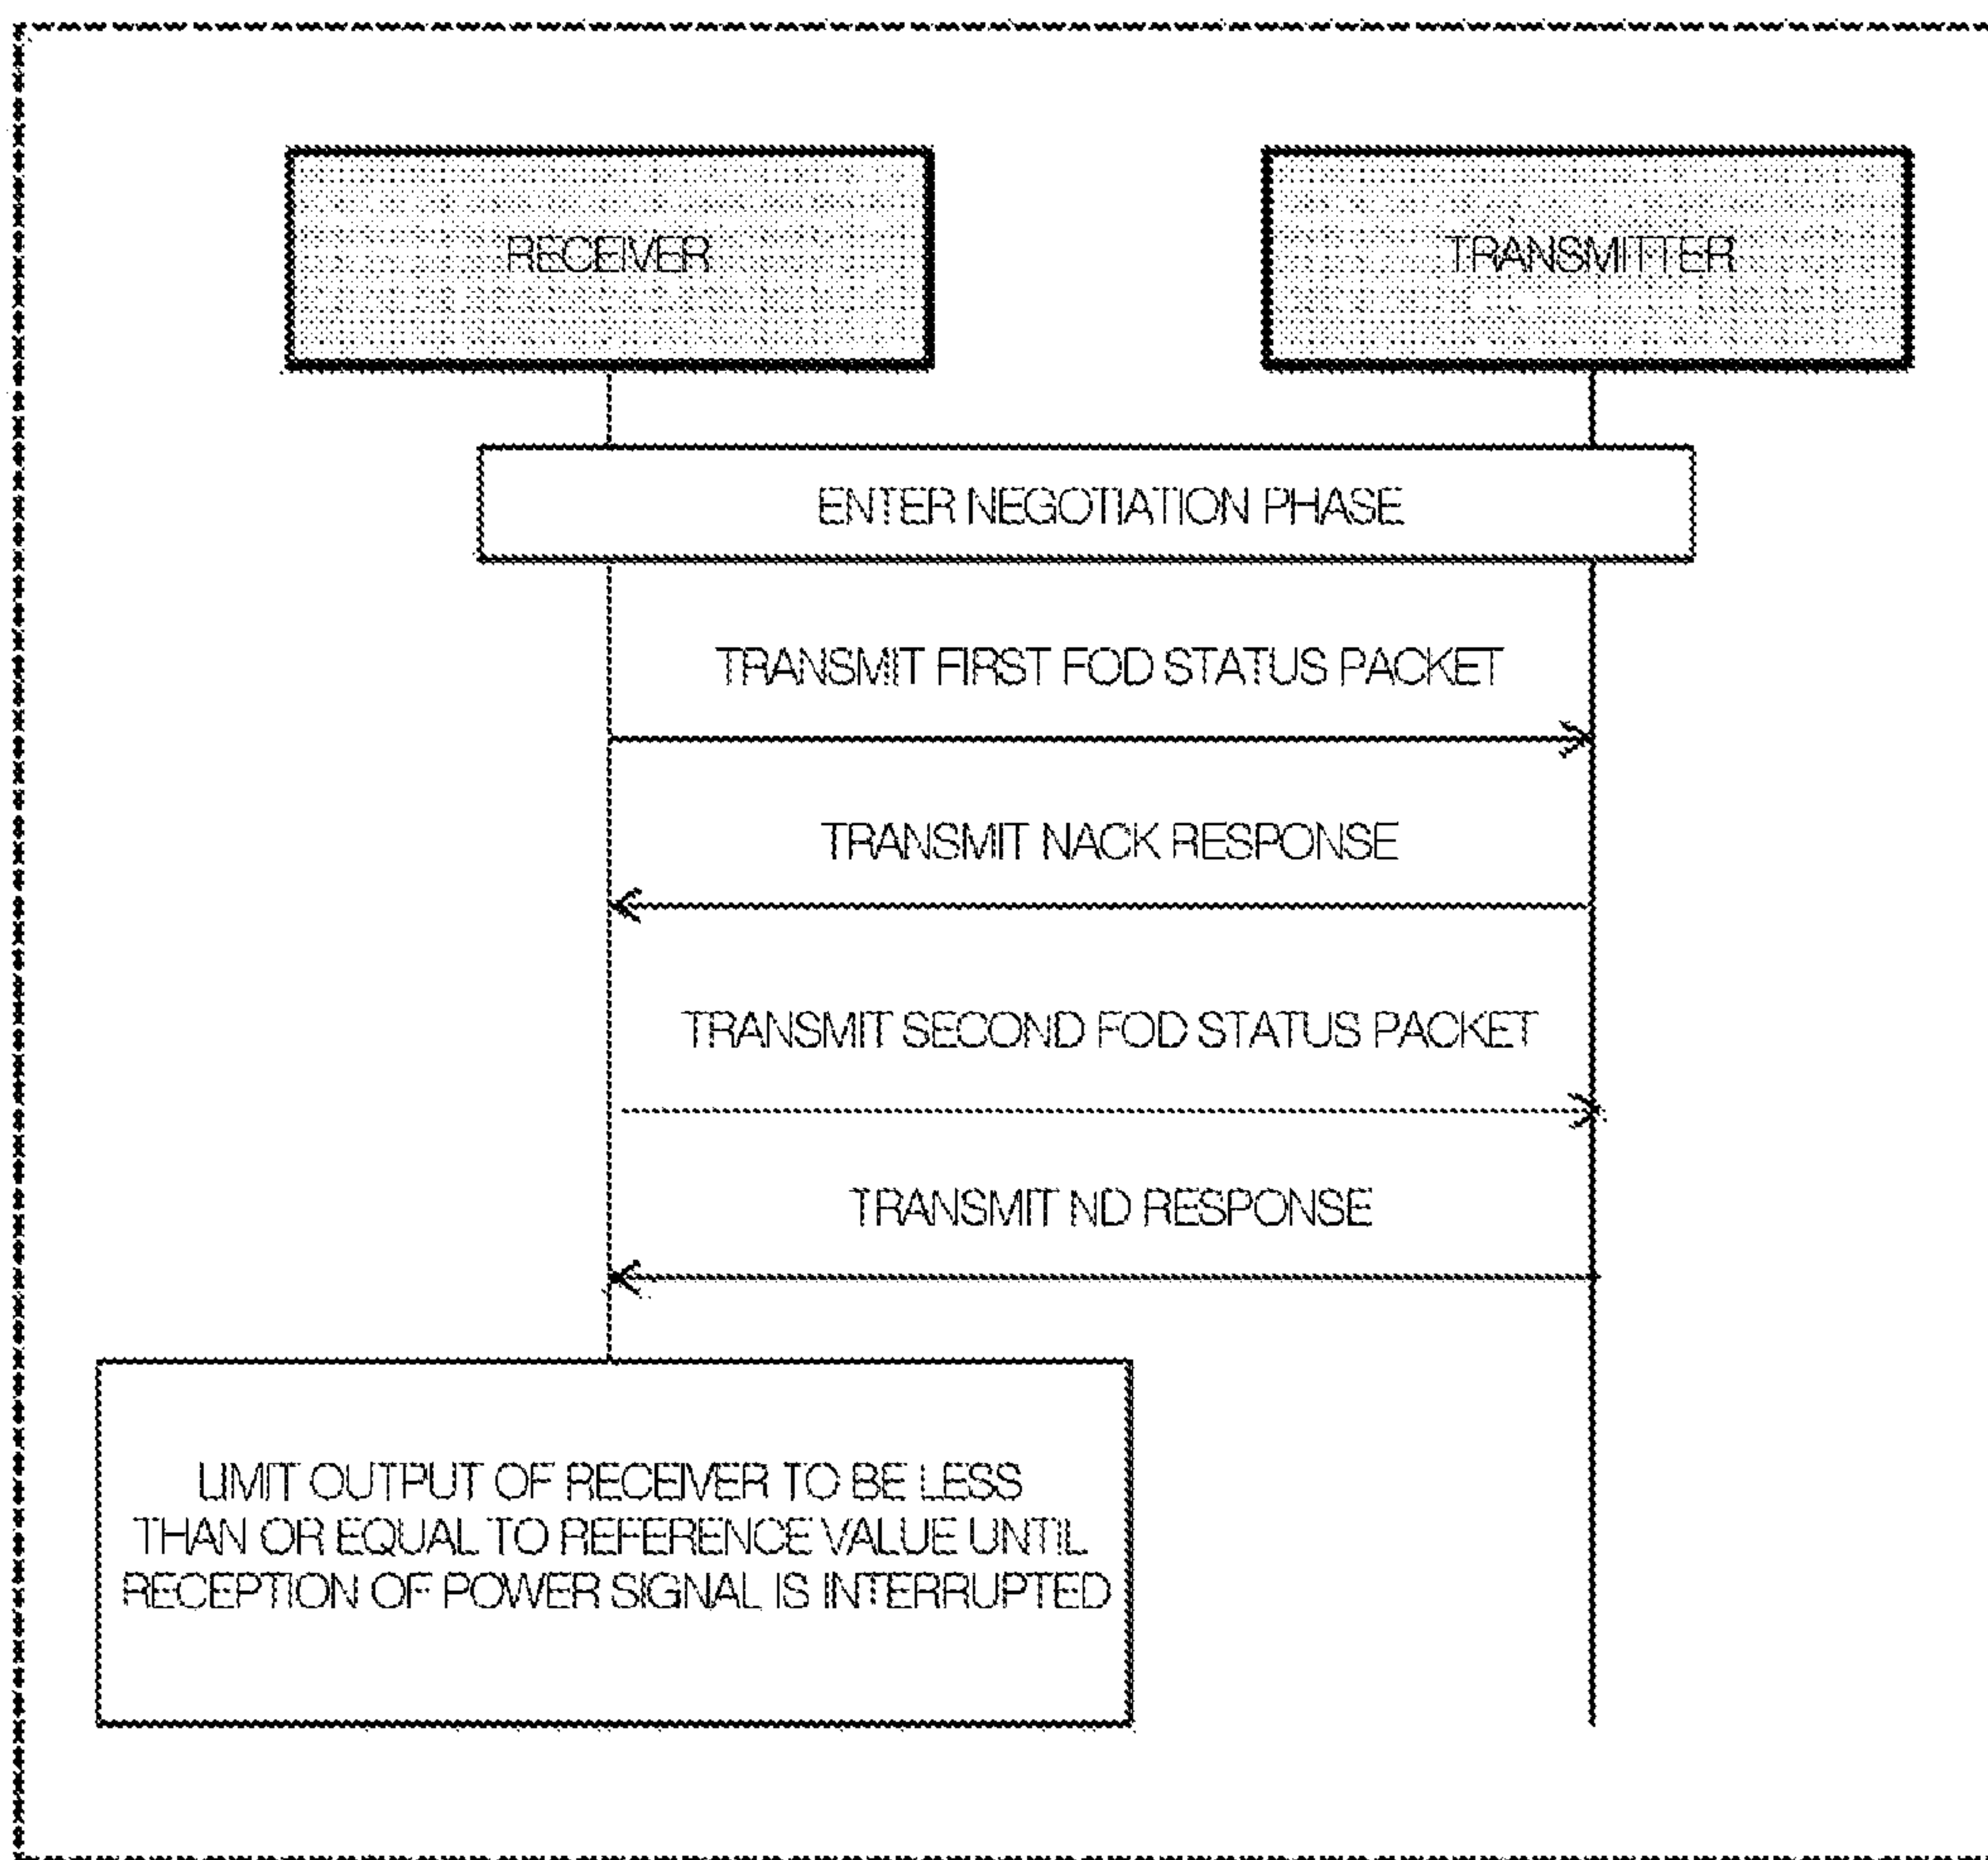 RECEIVER
TRANSMITTER
ENTER NEGOTIATION PHASE
TRANSMIT FIRST FOD STATUS PACKET
TRANSMIT NACK RESPONSE
TRANSMIT SECOND FOD STATUS PACKET
TRANSMIT ND RESPONSE
LIMIT OUTPUT OF RECEIVER TO BE LESS
THAN OR EQUAL TO REFERENCE VALUE UNTIL
RECEPTION OF POWER SIGNAL IS INTERRUPTED